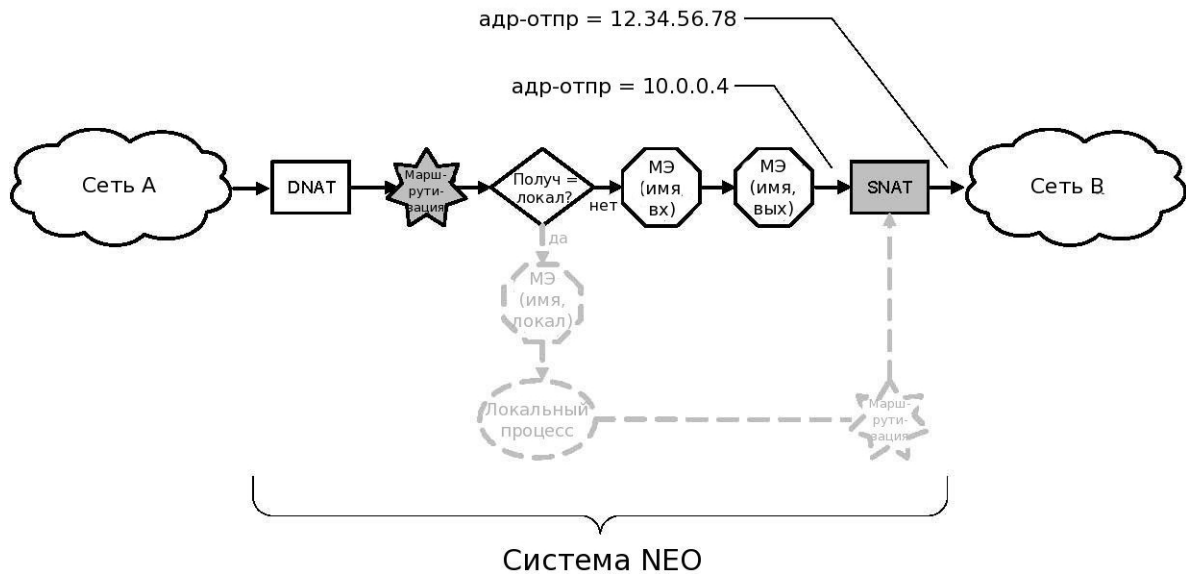 адр-отпр = 12.34.56.78
адр-отпр = 10.0.0.4
Сеть A
DNAT
Марш-
рути-
зация
Получ =
локал?
нет
да
МЭ
(имя,
вх)
МЭ
(имя,
вых)
SNAT
Сеть B
МЭ
(имя,
локал)
Локальный
процесс
Марш-
рути-
зация
Система NEO